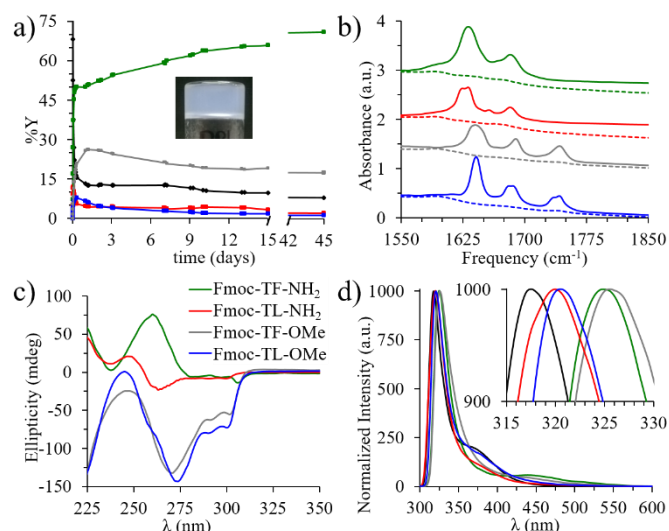 a)
75
60
45
30
15
0
%Y
0 3 6 9 12 15 42 45
time (days)
b)
4
3
2
1
0
Absorbance (a.u.)
1550 1625 1700 1775 1850
Frequency (cm⁻¹)
c)
100
50
0
-50
-100
-150
Ellipticity (mdeg)
Fmoc-TF-NH₂
Fmoc-TL-NH₂
Fmoc-TF-OMe
Fmoc-TL-OMe
225 250 275 300 325 350
λ (nm)
d)
1000
750
500
250
0
Normalized Intensity (a.u.)
1000
900
315 320 325 330
300 350 400 450 500 550 600
λ (nm)